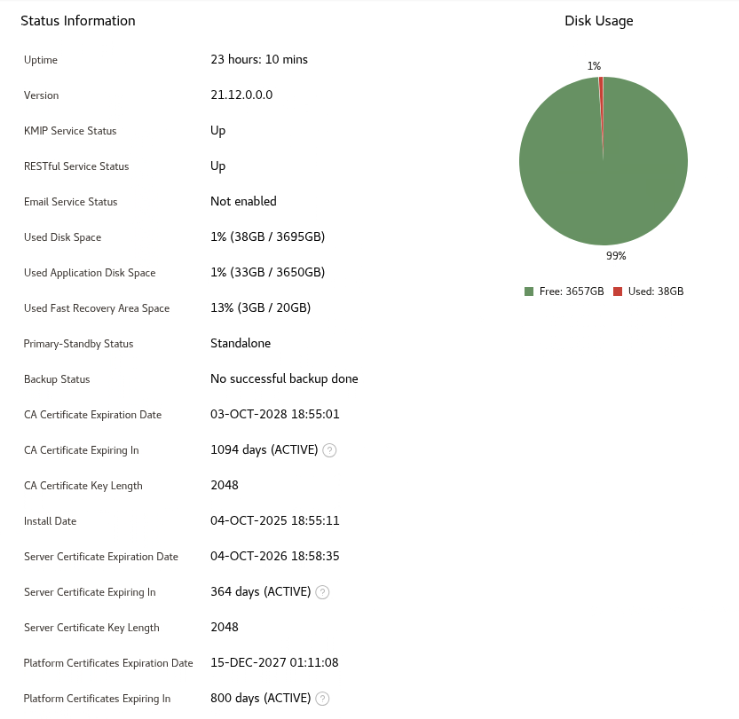 Status Information
Uptime 23 hours: 10 mins
Version 21.12.0.0.0
KMIP Service Status Up
RESTful Service Status Up
Email Service Status Not enabled
Used Disk Space 1% (38GB / 3695GB)
Used Application Disk Space 1% (33GB / 3650GB)
Used Fast Recovery Area Space 13% (3GB / 20GB)
Primary-Standby Status Standalone
Backup Status No successful backup done
CA Certificate Expiration Date 03-OCT-2028 18:55:01
CA Certificate Expiring In 1094 days (ACTIVE) ?
CA Certificate Key Length 2048
Install Date 04-OCT-2025 18:55:11
Server Certificate Expiration Date 04-OCT-2026 18:58:35
Server Certificate Expiring In 364 days (ACTIVE) ?
Server Certificate Key Length 2048
Platform Certificates Expiration Date 15-DEC-2027 01:11:08
Platform Certificates Expiring In 800 days (ACTIVE) ?
Disk Usage
1%
99%
Free: 3657GB Used: 38GB